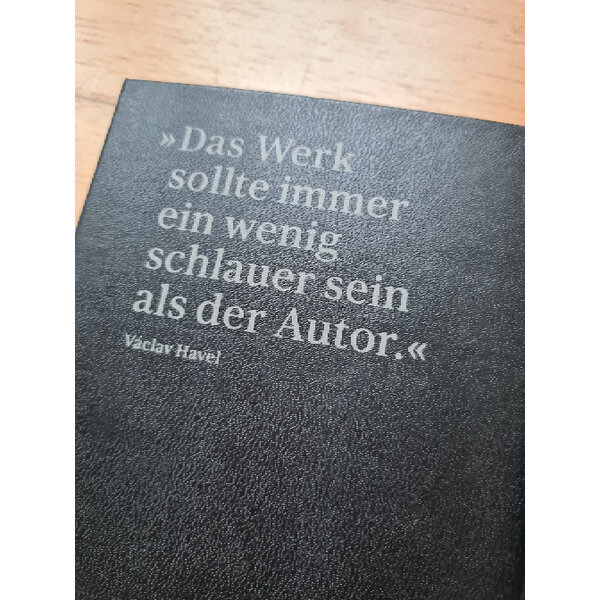 »Das Werk
sollte immer
ein wenig
schlauer sein
als der Autor.«
Václav Havel